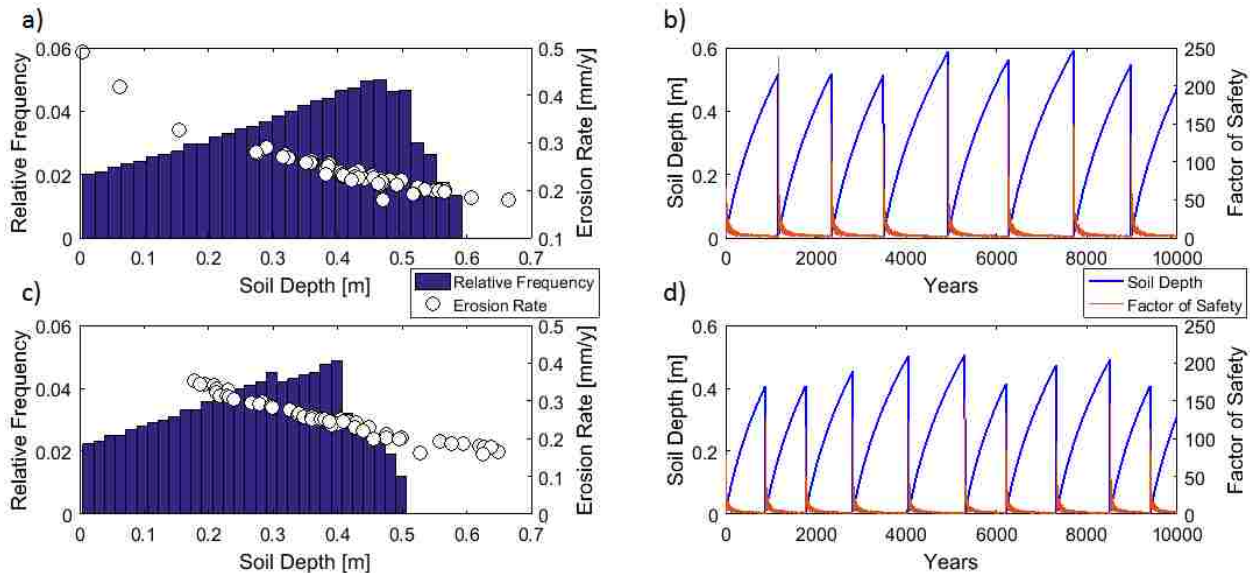 a)
0.06
0.04
0.02
0
Relative Frequency
0.5
0.4
0.3
0.2
0.1
Erosion Rate [mm/y]
0 0.1 0.2 0.3 0.4 0.5 0.6 0.7
Soil Depth [m]
b)
0.6
0.4
0.2
0
Soil Depth [m]
250
200
150
100
50
0
Factor of Safety
0 2000 4000 6000 8000 10000
Years
Relative Frequency
Erosion Rate
Soil Depth
Factor of Safety
c)
0.06
0.04
0.02
0
Relative Frequency
0.5
0.4
0.3
0.2
0.1
0
Erosion Rate [mm/y]
0 0.1 0.2 0.3 0.4 0.5 0.6 0.7
Soil Depth [m]
d)
0.6
0.4
0.2
0
Soil Depth [m]
250
200
150
100
50
0
Factor of Safety
0 2000 4000 6000 8000 10000
Years